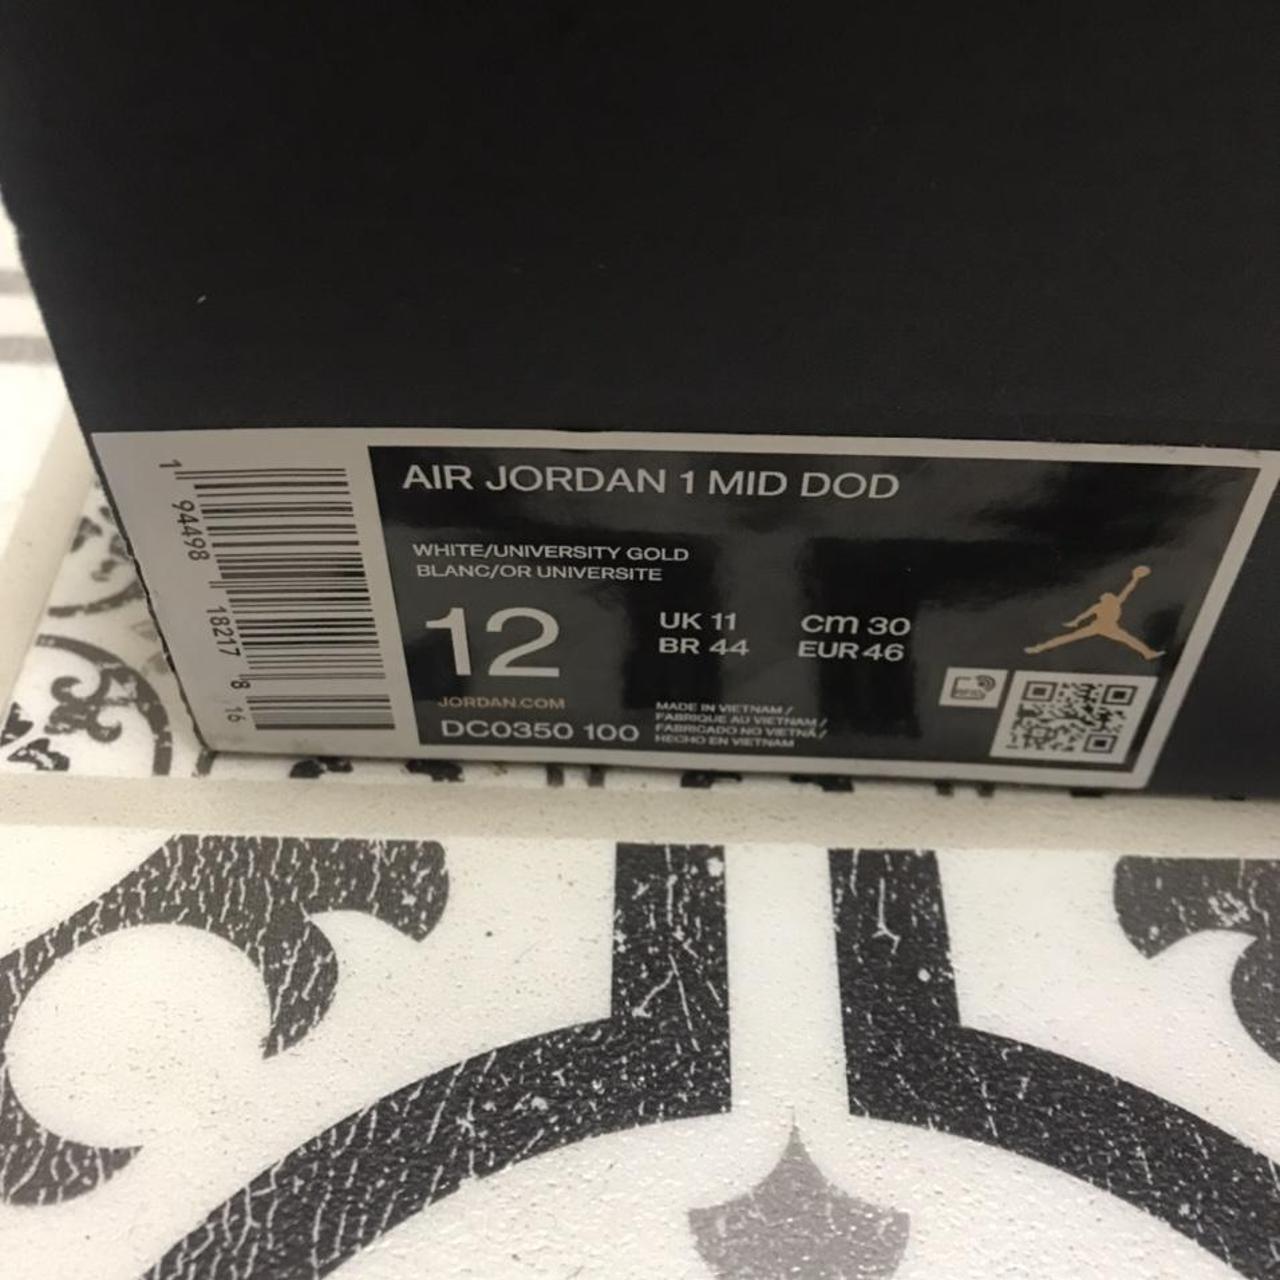 AIR JORDAN 1 MID DOD
WHITE/UNIVERSITY GOLD
BLANC/OR UNIVERSITE
12
UK 11
BR 44
cm 30
EUR 46
JORDAN.COM
DC0350 100
MADE IN VIETNAM /
FABRIQUE AU VIETNAM /
FABRICADO NO VIETNÃ /
HECHO EN VIETNAM
RFID
1 94498 18217 8 16